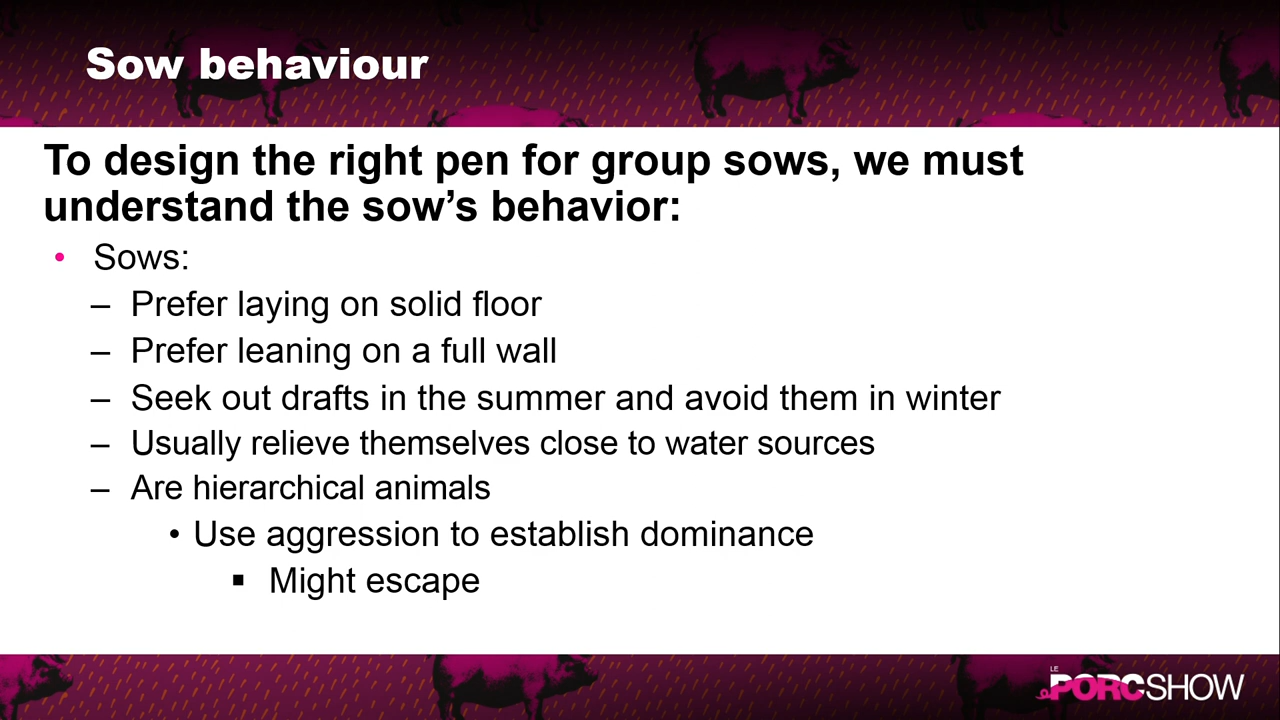 Sow behaviour
To design the right pen for group sows, we must
understand the sow’s behavior:
• Sows:
– Prefer laying on solid floor
– Prefer leaning on a full wall
– Seek out drafts in the summer and avoid them in winter
– Usually relieve themselves close to water sources
– Are hierarchical animals
• Use aggression to establish dominance
▪ Might escape
LE
PORCSHOW